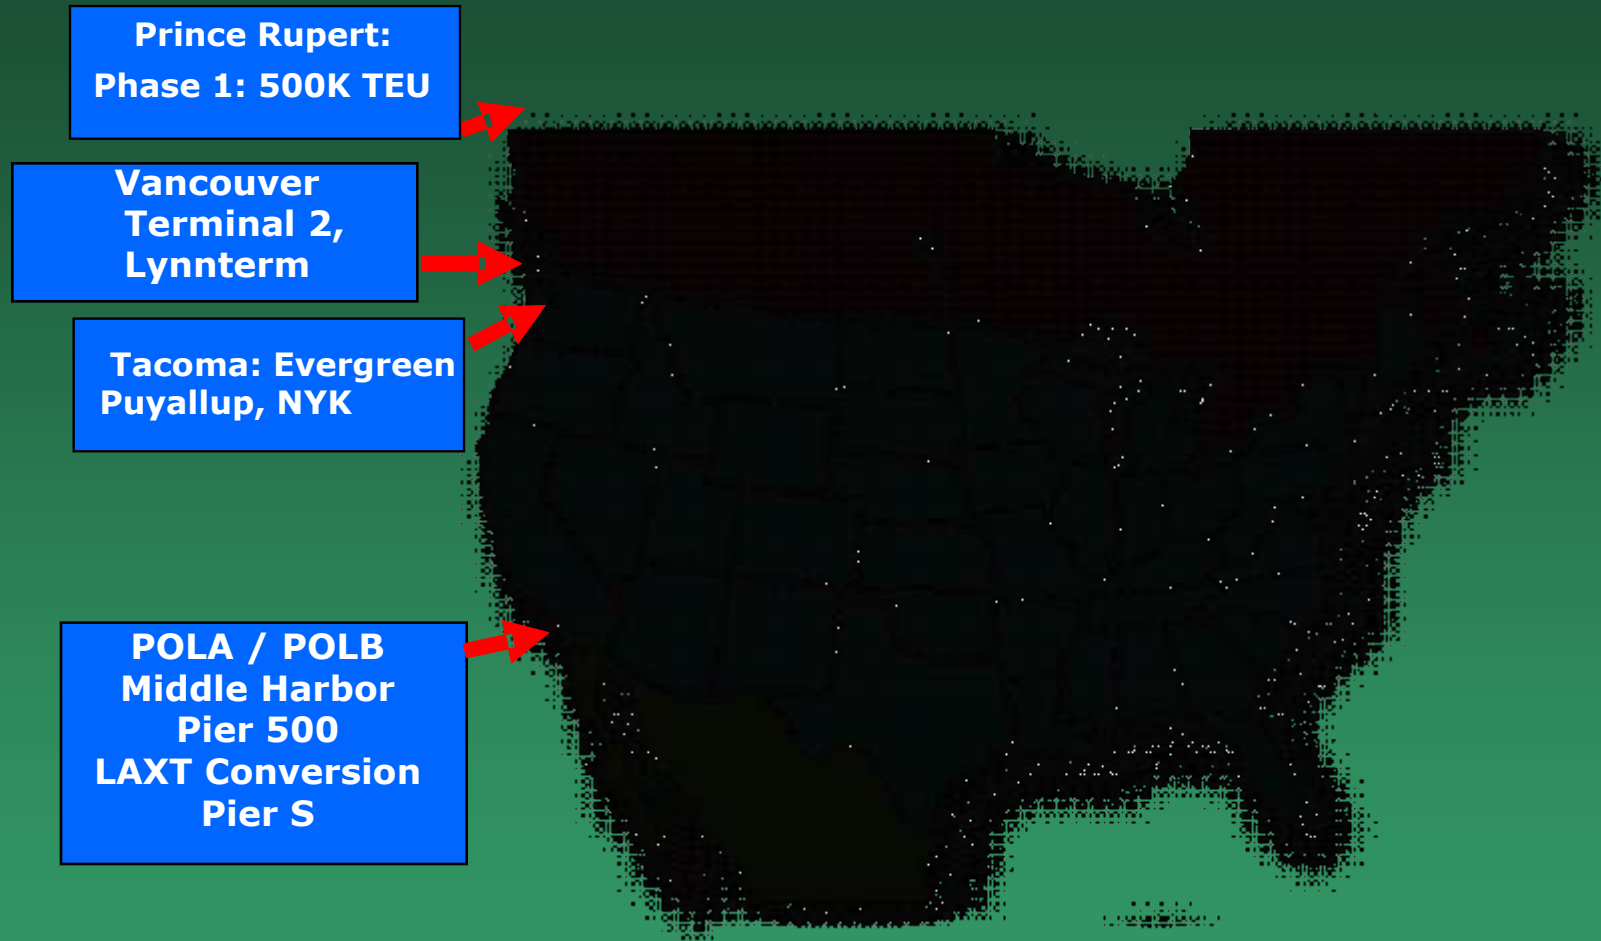 Prince Rupert:
Phase 1: 500K TEU
Vancouver
Terminal 2,
Lynnterm
Tacoma: Evergreen
Puyallup, NYK
POLA / POLB
Middle Harbor
Pier 500
LAXT Conversion
Pier S